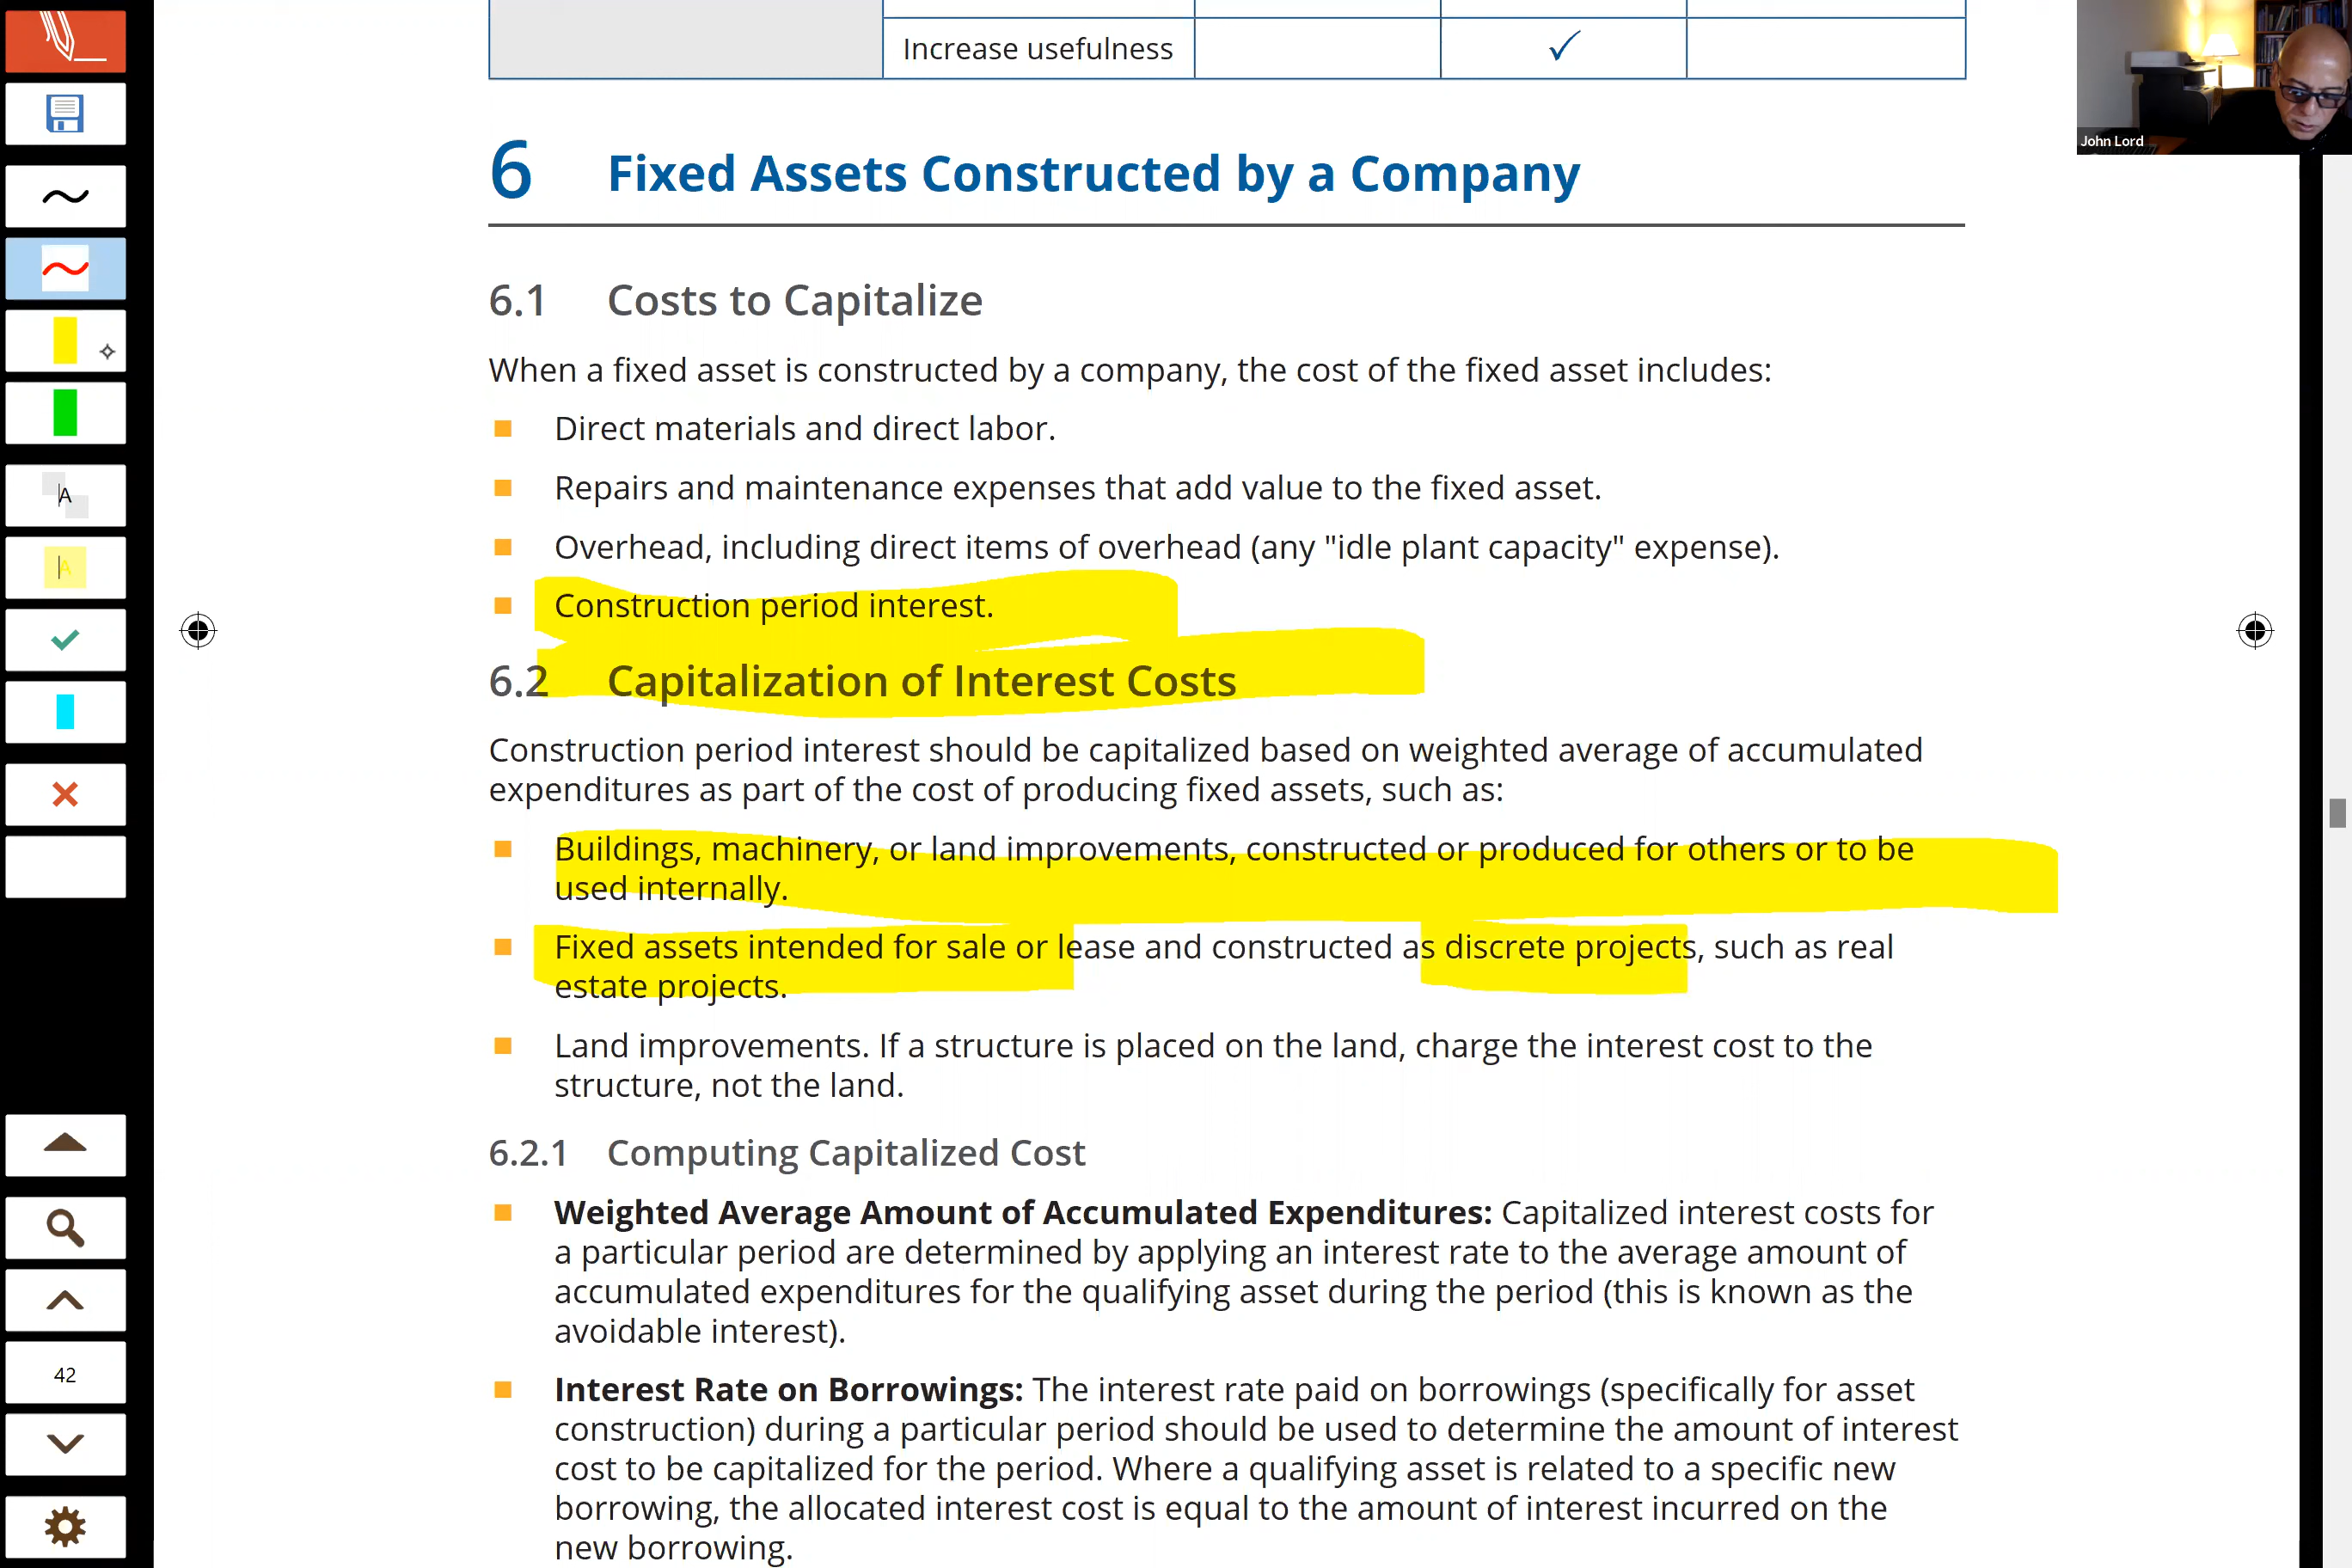 Increase usefulness
John Lord
6 Fixed Assets Constructed by a Company
6.1 Costs to Capitalize
When a fixed asset is constructed by a company, the cost of the fixed asset includes:
Direct materials and direct labor.
Repairs and maintenance expenses that add value to the fixed asset.
Overhead, including direct items of overhead (any "idle plant capacity" expense).
Construction period interest.
6.2 Capitalization of Interest Costs
Construction period interest should be capitalized based on weighted average of accumulated
expenditures as part of the cost of producing fixed assets, such as:
Buildings, machinery, or land improvements, constructed or produced for others or to be
used internally.
Fixed assets intended for sale or lease and constructed as discrete projects, such as real
estate projects.
Land improvements. If a structure is placed on the land, charge the interest cost to the
structure, not the land.
6.2.1 Computing Capitalized Cost
Weighted Average Amount of Accumulated Expenditures: Capitalized interest costs for
a particular period are determined by applying an interest rate to the average amount of
accumulated expenditures for the qualifying asset during the period (this is known as the
avoidable interest).
Interest Rate on Borrowings: The interest rate paid on borrowings (specifically for asset
construction) during a particular period should be used to determine the amount of interest
cost to be capitalized for the period. Where a qualifying asset is related to a specific new
borrowing, the allocated interest cost is equal to the amount of interest incurred on the
new borrowing.
A
A
42